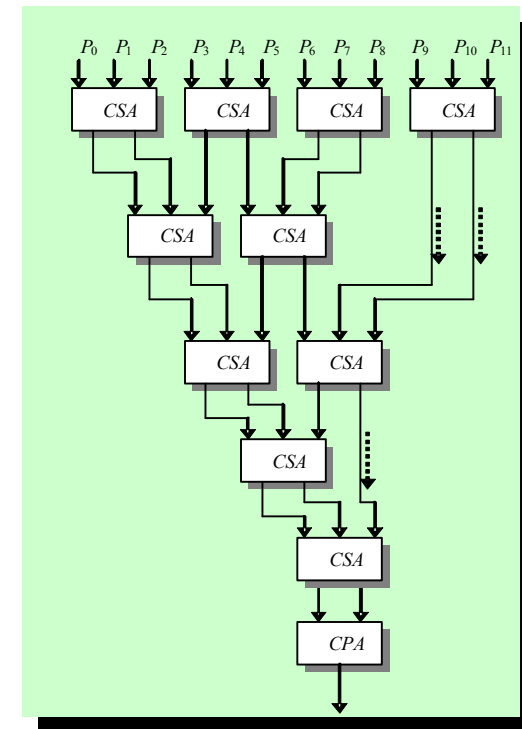 P₀ P₁ P₂ P₃ P₄ P₅ P₆ P₇ P₈ P₉ P₁₀ P₁₁
CSA CSA CSA CSA
CSA CSA
CSA CSA
CSA
CSA
CPA